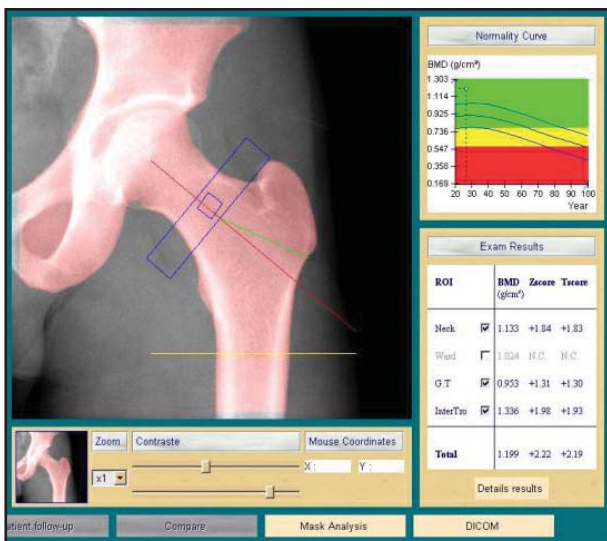 Normality Curve
BMD (g/cm²)
1.303
1.114
0.925
0.736
0.547
0.358
0.169
20 30 40 50 60 70 80 90 100
Year
Exam Results
ROI BMD Zscore Tscore
(g/cm²)
Neck 1.133 +1.84 +1.83
Ward 1.024 N.C. N.C.
G.T 0.953 +1.31 +1.30
InterTro 1.336 +1.98 +1.93
Total 1.199 +2.22 +2.19
Details results
Zoom Contraste Mouse Coordinates
x1 X : Y :
atient follow-up Compare Mask Analysis DICOM